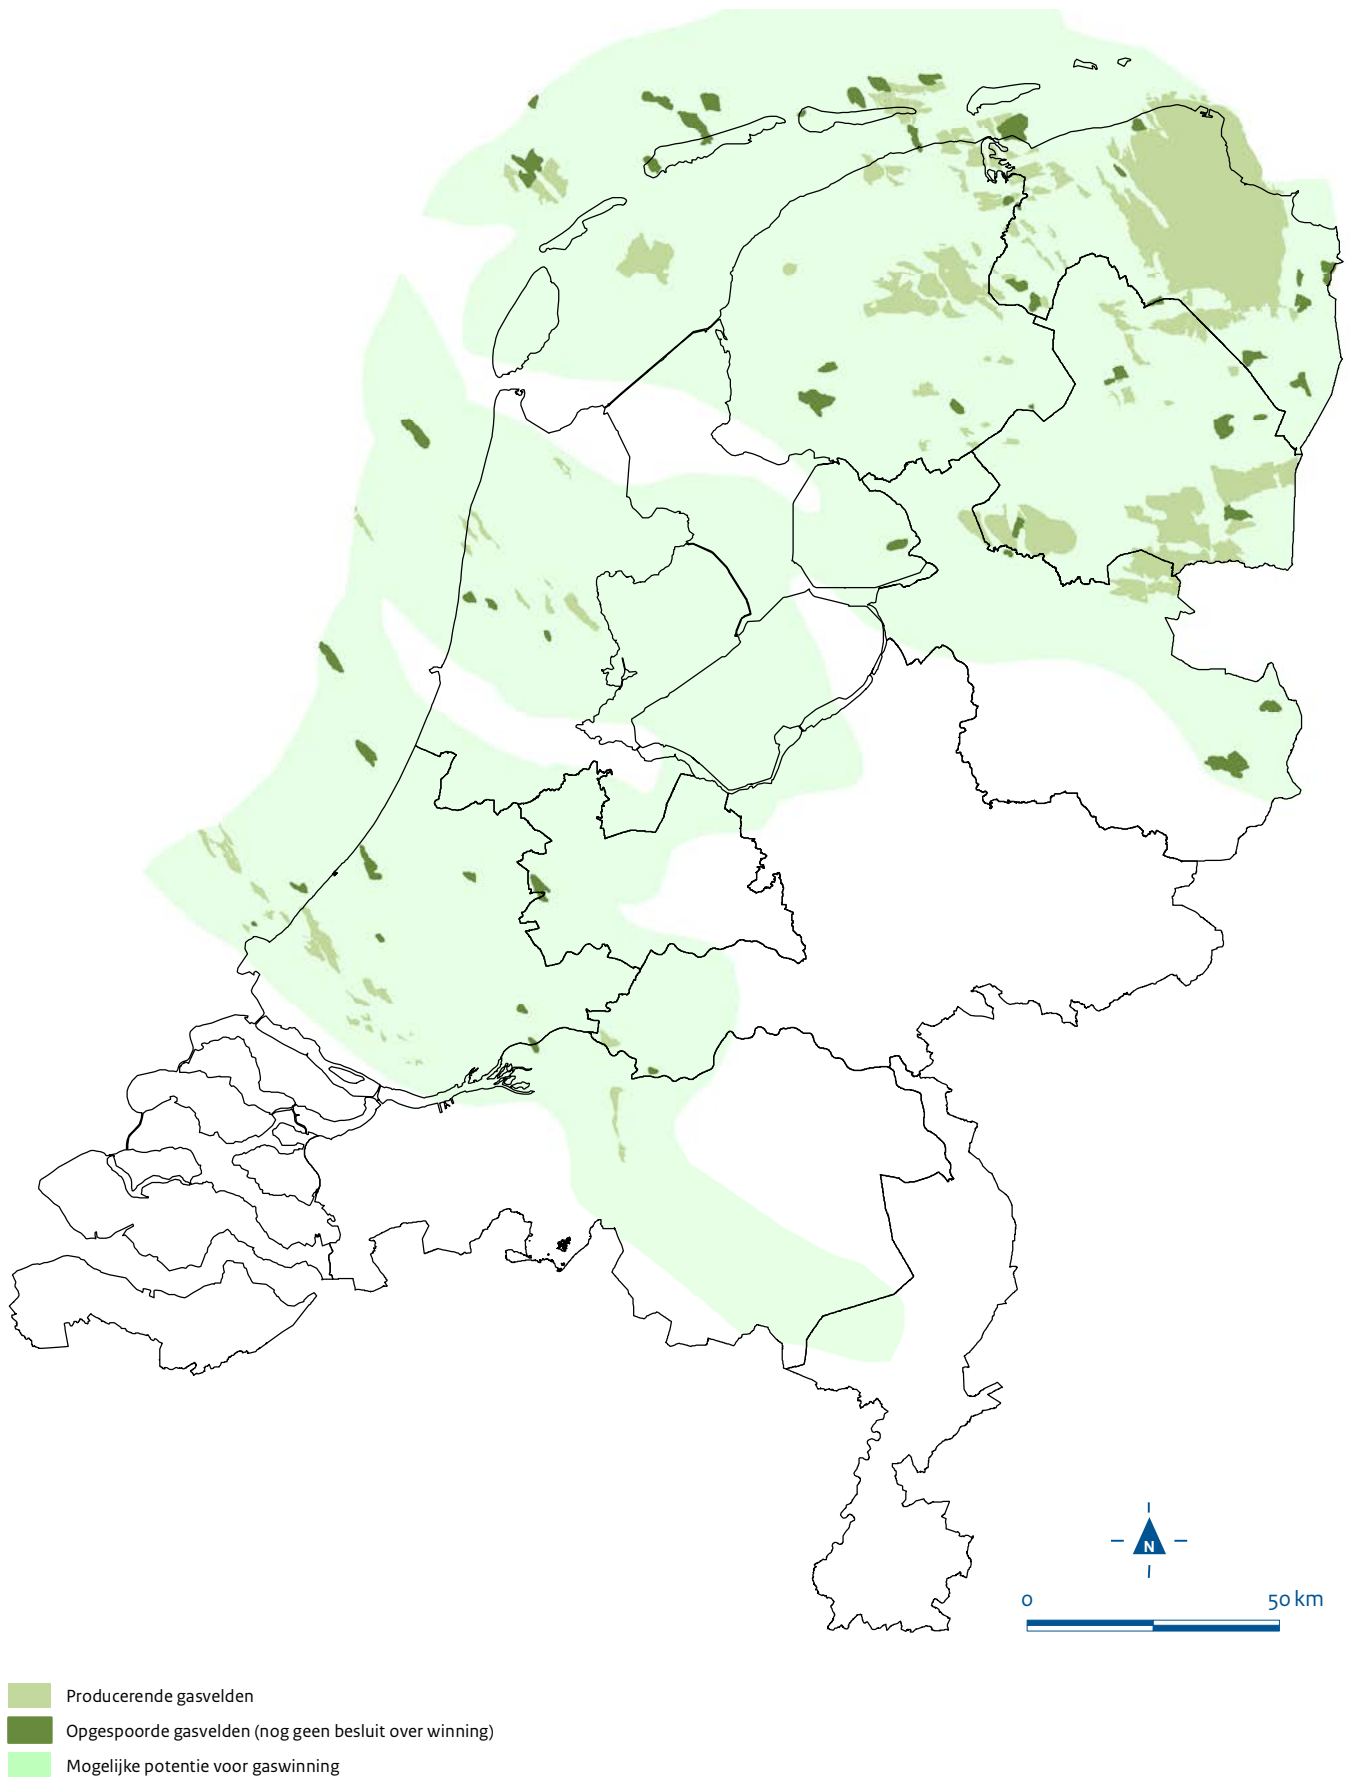 N
0 50 km
Producerende gasvelden
Opgespoorde gasvelden (nog geen besluit over winning)
Mogelijke potentie voor gaswinning